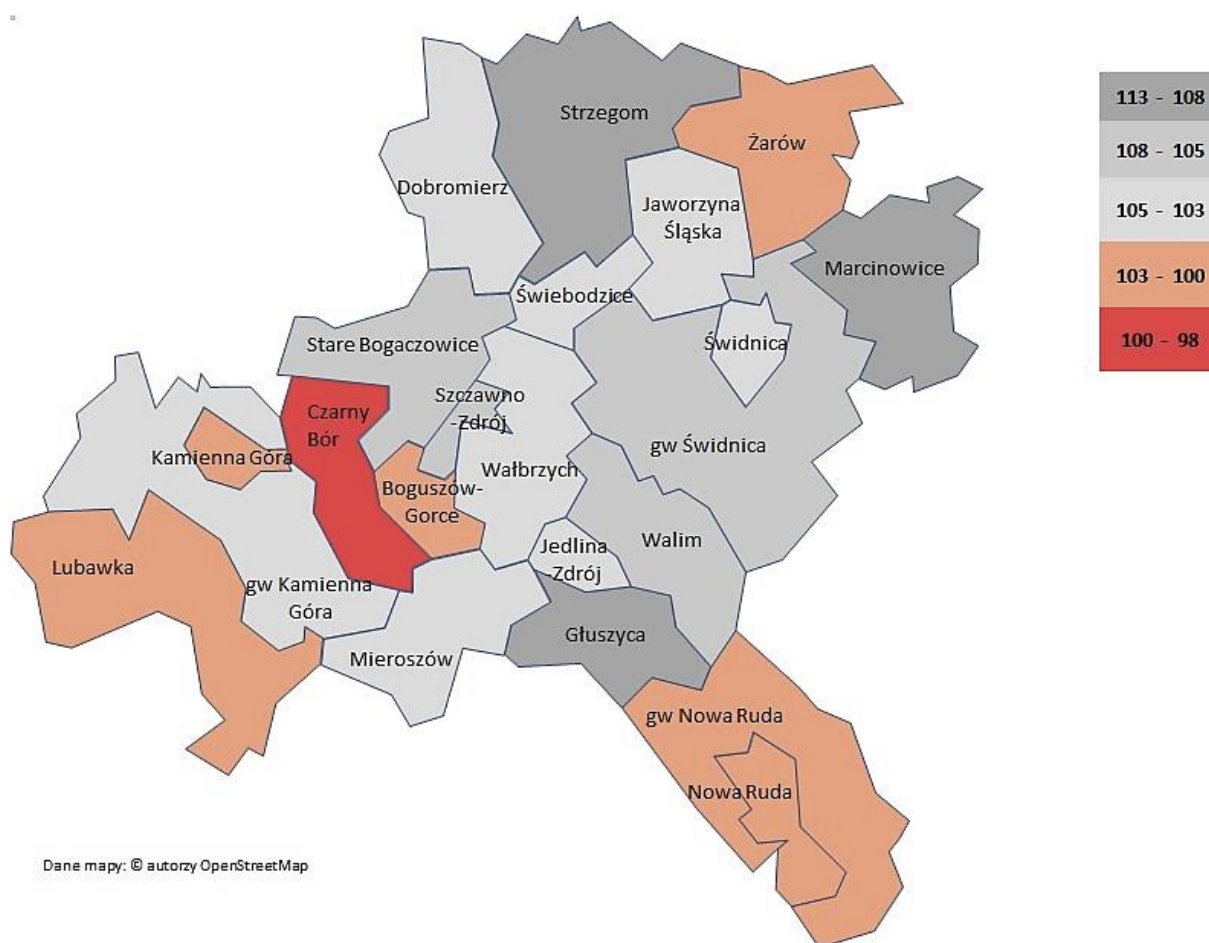 Strzegom
113 - 108
Żarów
108 - 105
Dobromierz
Jaworzyna
Śląska
105 - 103
Marcinowice
103 - 100
Świebodzice
Stare Bogaczowice
Świdnica
100 - 98
Szczawno
-Zdrój
Czarny
Bór
gw Świdnica
Kamienna Góra
Wałbrzych
Boguszów-
Gorce
Jedlina
-Zdrój
Walim
Lubawka
gw Kamienna
Góra
Głuszyca
Mieroszów
gw Nowa Ruda
Nowa Ruda
Dane mapy: © autorzy OpenStreetMap